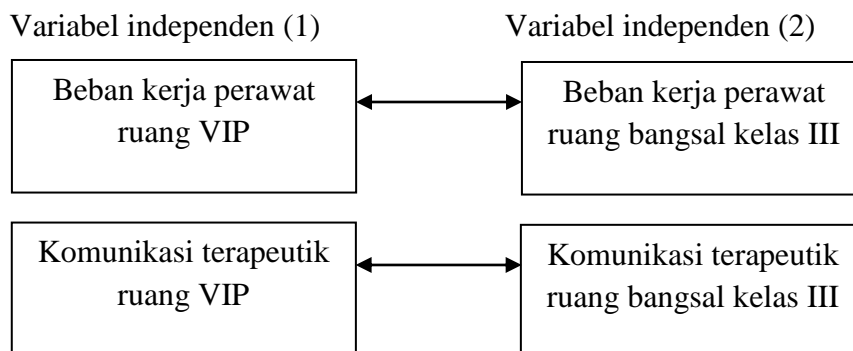 Variabel independen (1)
Variabel independen (2)
Beban kerja perawat
ruang VIP
Beban kerja perawat
ruang bangsal kelas III
Komunikasi terapeutik
ruang VIP
Komunikasi terapeutik
ruang bangsal kelas III